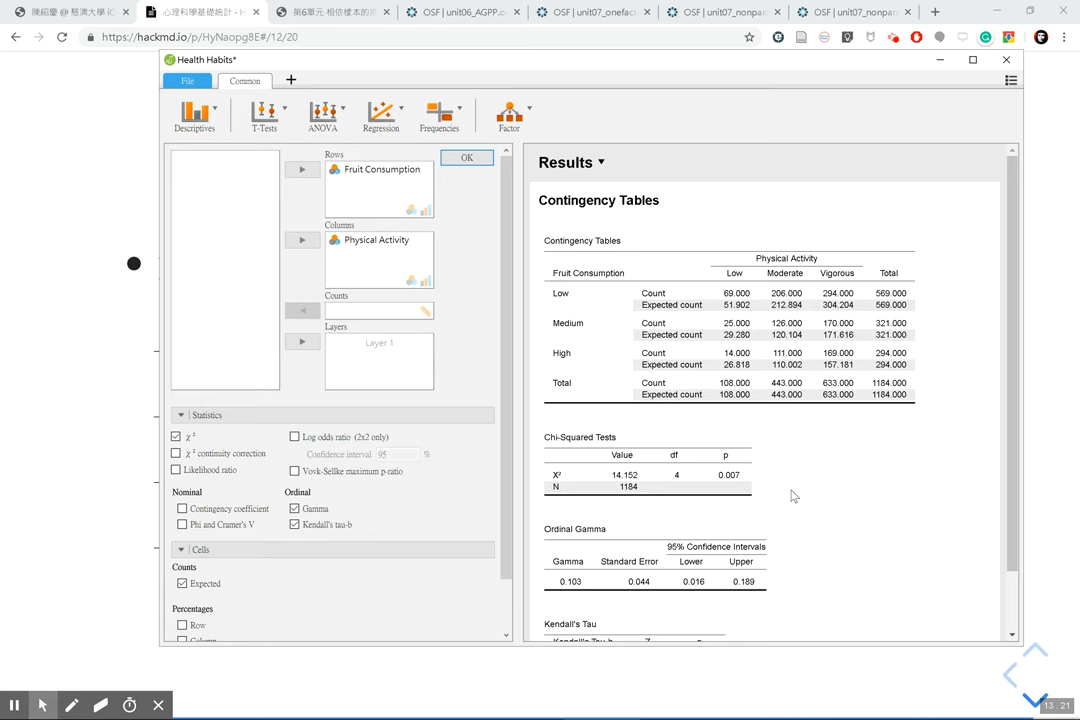 陳紹慶 @ 慈濟大學 iC
心理科學基礎統計 - H
OSF | unit06_AGPP.o
OSF | unit07_onefact
OSF | unit07_nonpar
OSF | unit07_nonpar
https://hackmd.io/p/HyNaopg8E#/12/20
Health Habits*
File
Common
Descriptives
T-Tests
ANOVA
Regression
Frequencies
Factor
Rows
Fruit Consumption
OK
Columns
Physical Activity
Counts
Layers
Layer 1
Statistics
χ²
Log odds ratio (2x2 only)
χ² continuity correction
Confidence interval 95 %
Likelihood ratio
Vovk-Sellke maximum p-ratio
Nominal
Ordinal
Contingency coefficient
Gamma
Phi and Cramer's V
Kendall's tau-b
Cells
Counts
Expected
Percentages
Row
Column
Results
Contingency Tables
Contingency Tables
Physical Activity
Fruit Consumption Low Moderate Vigorous Total
Low Count 69.000 206.000 294.000 569.000
Expected count 51.902 212.894 304.204 569.000
Medium Count 25.000 126.000 170.000 321.000
Expected count 29.280 120.104 171.616 321.000
High Count 14.000 111.000 169.000 294.000
Expected count 26.818 110.002 157.181 294.000
Total Count 108.000 443.000 633.000 1184.000
Expected count 108.000 443.000 633.000 1184.000
Chi-Squared Tests
Value df p
X² 14.152 4 0.007
N 1184
Ordinal Gamma
95% Confidence Intervals
Gamma Standard Error Lower Upper
0.103 0.044 0.016 0.189
Kendall's Tau
Kendall's Tau-b Z p
13 . 21